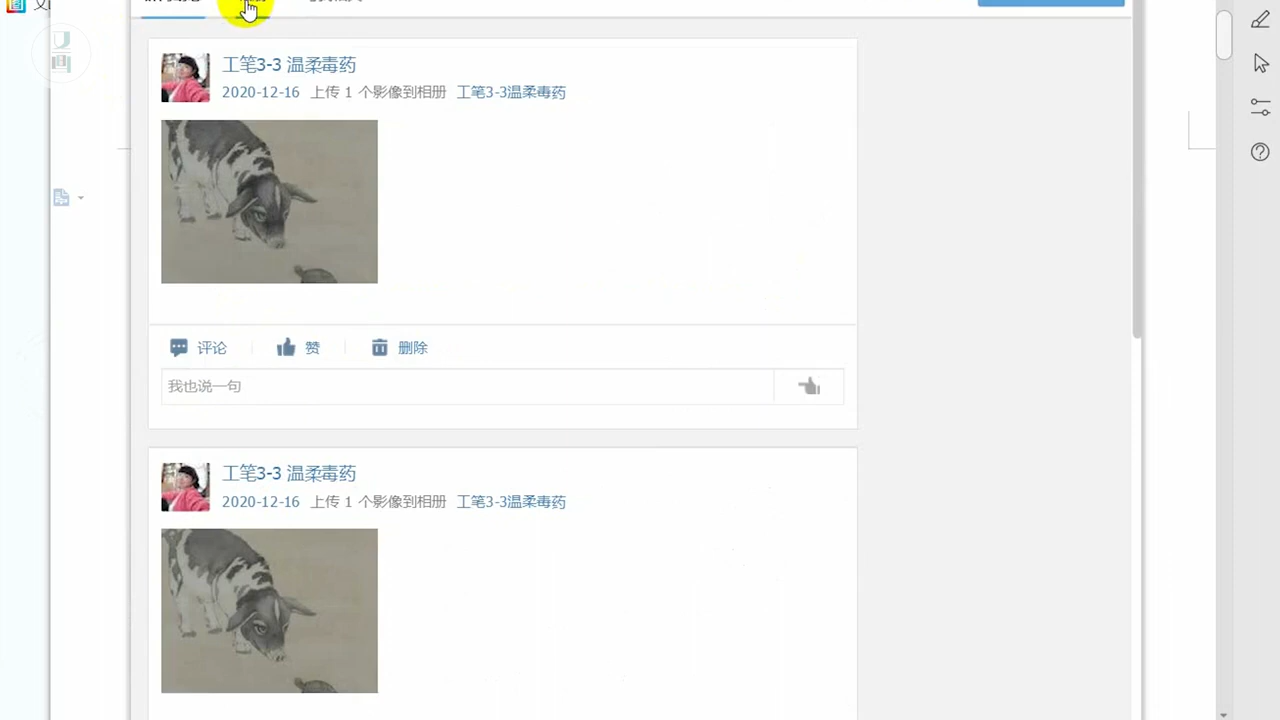 工笔3-3 温柔毒药
2020-12-16 上传 1 个影像到相册 工笔3-3温柔毒药
评论
赞
删除
我也说一句
工笔3-3 温柔毒药
2020-12-16 上传 1 个影像到相册 工笔3-3温柔毒药